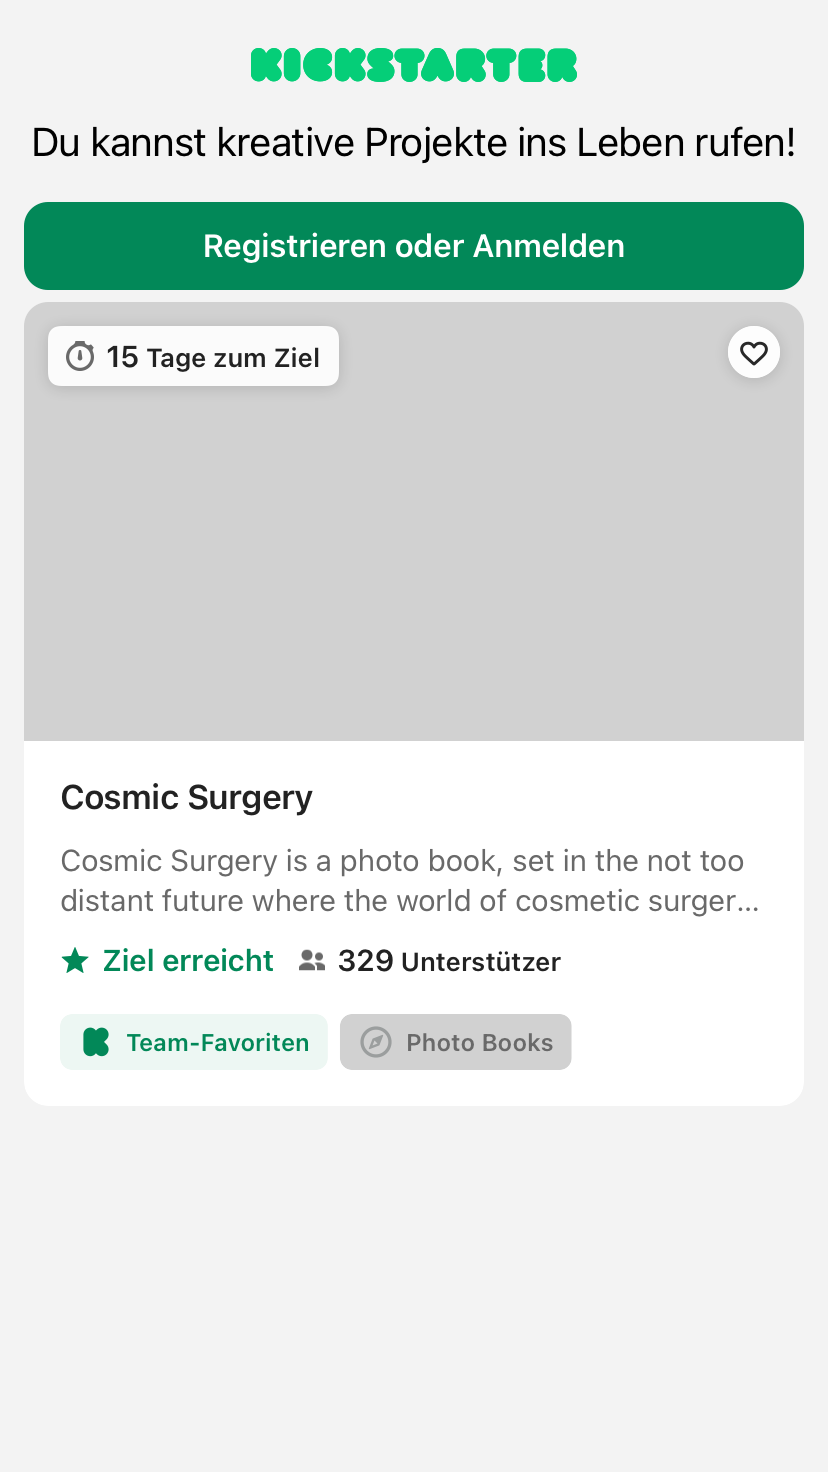 KICKSTARTER
Du kannst kreative Projekte ins Leben rufen!
Registrieren oder Anmelden
15 Tage zum Ziel
Cosmic Surgery
Cosmic Surgery is a photo book, set in the not too
distant future where the world of cosmetic surger...
Ziel erreicht 329 Unterstützer
Team-Favoriten Photo Books